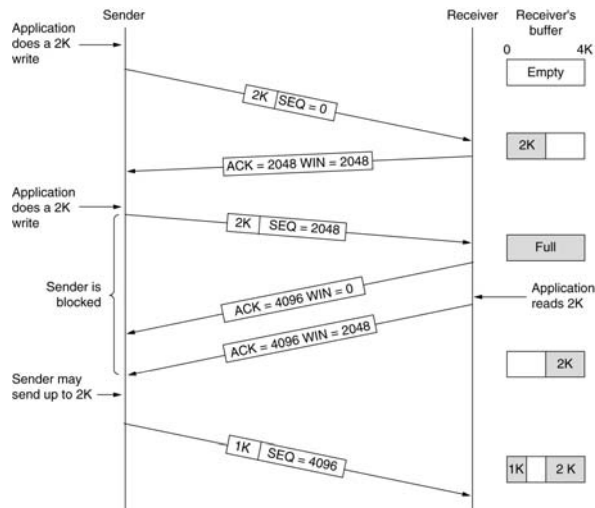 Sender
Receiver
Receiver's
buffer
Application
does a 2K
write
0 4K
Empty
2K SEQ = 0
2K
ACK = 2048 WIN = 2048
Application
does a 2K
write
2K SEQ = 2048
Full
Sender is
blocked
Application
reads 2K
ACK = 4096 WIN = 0
ACK = 4096 WIN = 2048
2K
Sender may
send up to 2K
1K SEQ = 4096
1K 2 K